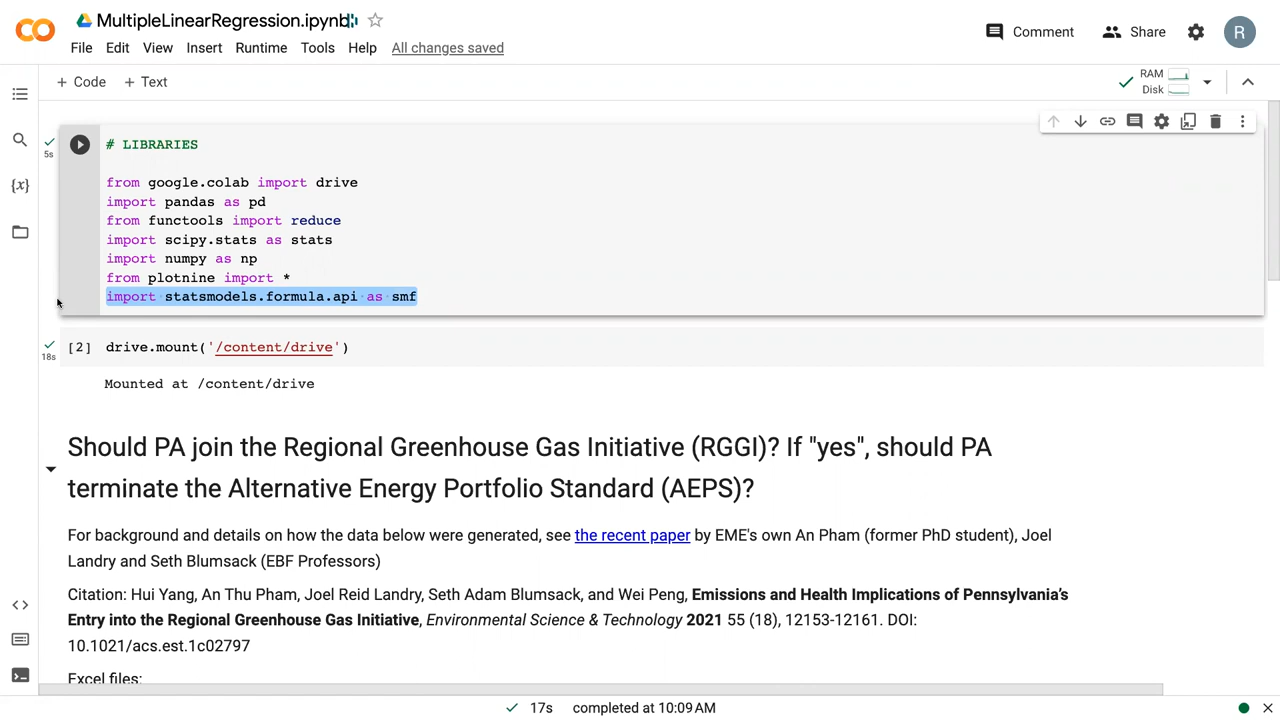 MultipleLinearRegression.ipynb
Comment
Share
R
File Edit View Insert Runtime Tools Help All changes saved
+ Code + Text
RAM
Disk
5s
# LIBRARIES
from google.colab import drive
import pandas as pd
{x}
from functools import reduce
import scipy.stats as stats
import numpy as np
from plotnine import *
import statsmodels.formula.api as smf
18s
[2] drive.mount('/content/drive')
Mounted at /content/drive
Should PA join the Regional Greenhouse Gas Initiative (RGGI)? If "yes", should PA
terminate the Alternative Energy Portfolio Standard (AEPS)?
For background and details on how the data below were generated, see the recent paper by EME's own An Pham (former PhD student), Joel
Landry and Seth Blumsack (EBF Professors)
Citation: Hui Yang, An Thu Pham, Joel Reid Landry, Seth Adam Blumsack, and Wei Peng, Emissions and Health Implications of Pennsylvania's
Entry into the Regional Greenhouse Gas Initiative, Environmental Science & Technology 2021 55 (18), 12153-12161. DOI:
10.1021/acs.est.1c02797
Excel files:
17s completed at 10:09 AM